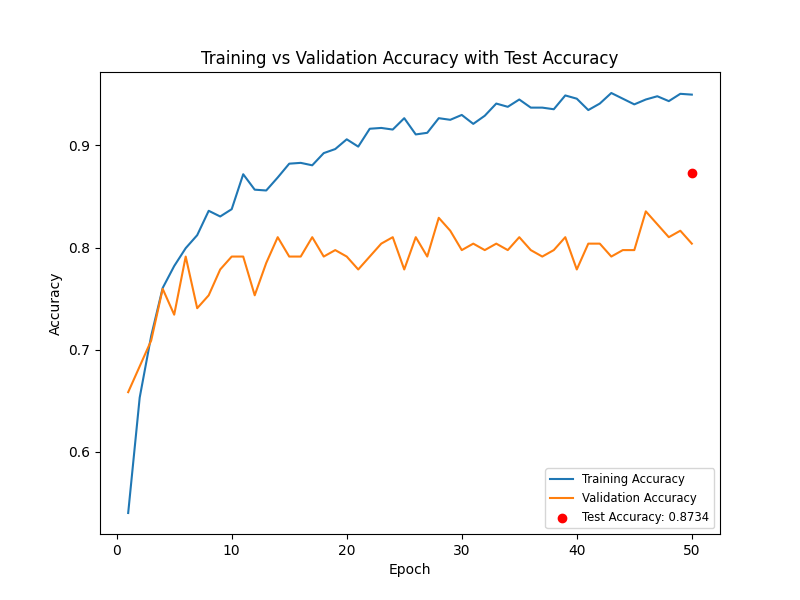 Training vs Validation Accuracy with Test Accuracy
0.9
0.8
0.7
0.6
Accuracy
Training Accuracy
Validation Accuracy
Test Accuracy: 0.8734
0 10 20 30 40 50
Epoch